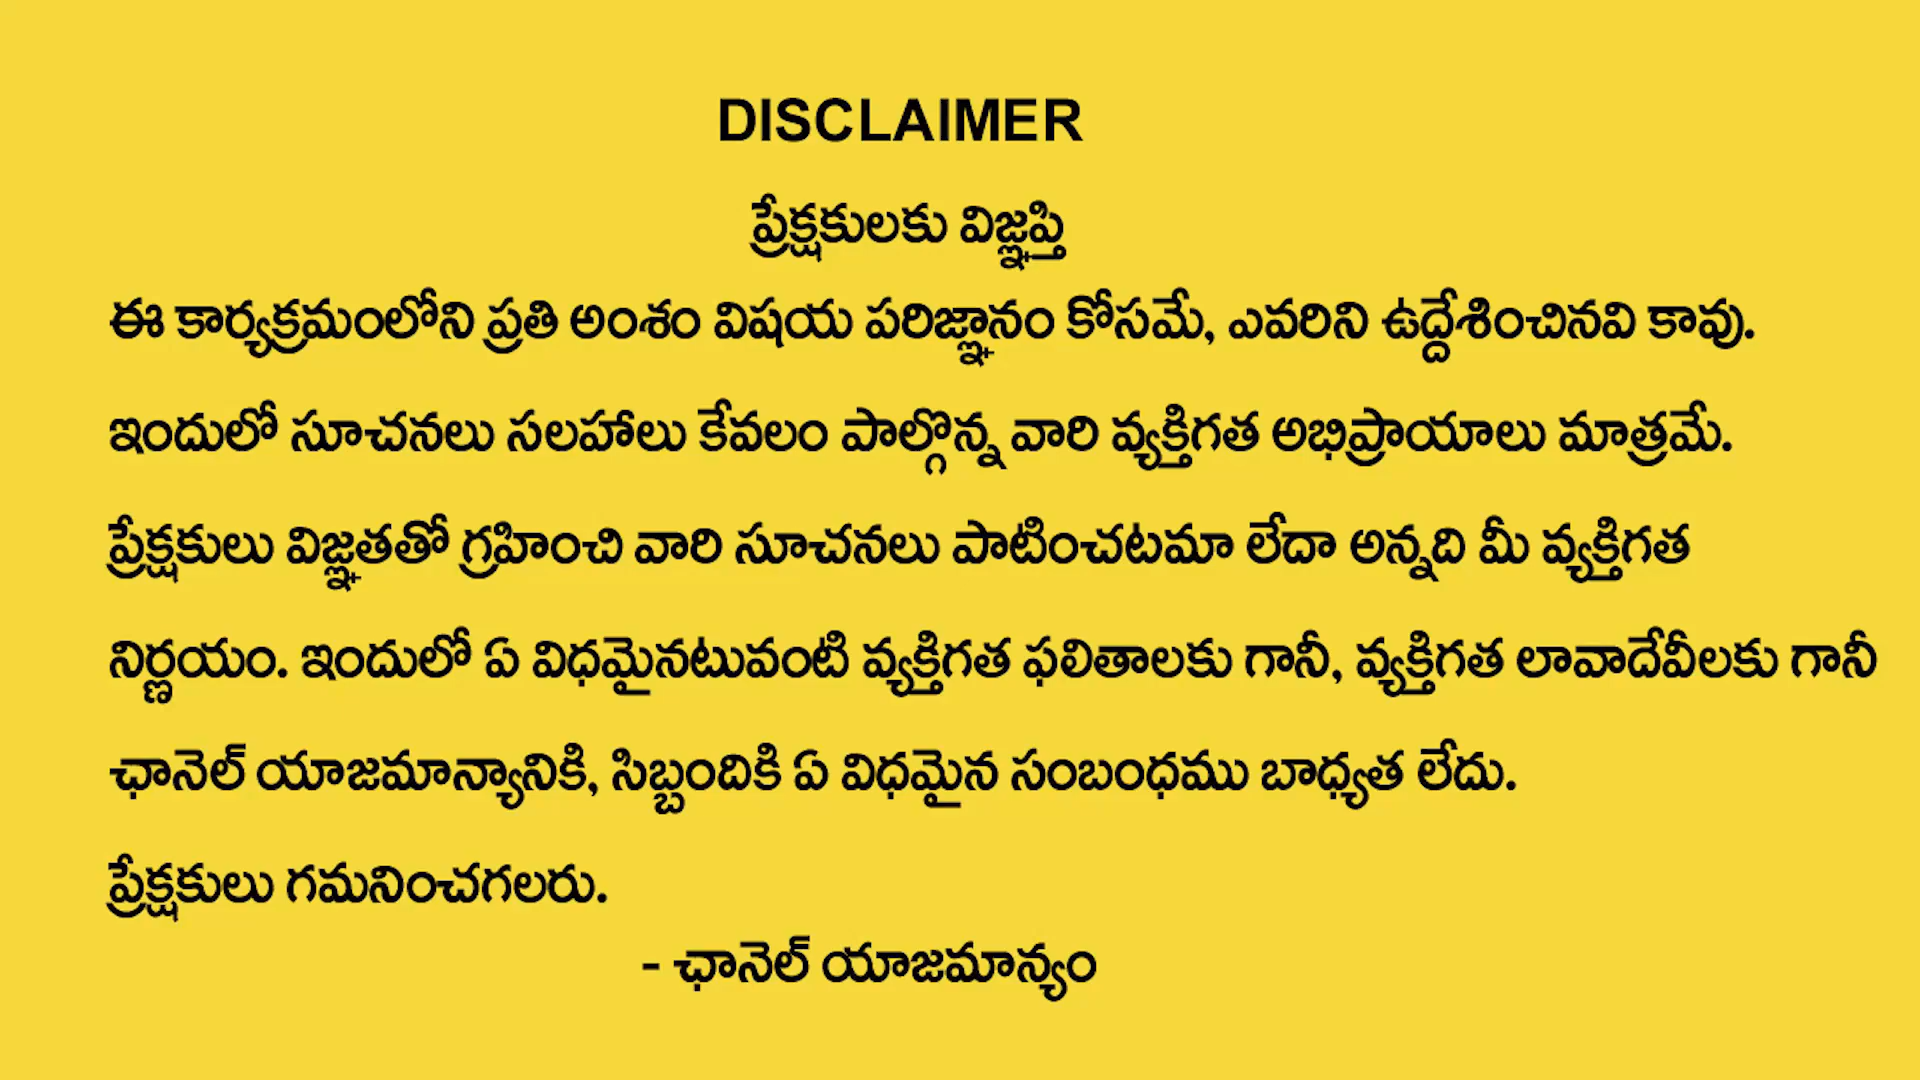 DISCLAIMER
ప్రేక్షకులకు విజ్ఞప్తి
ఈ కార్యక్రమంలోని ప్రతి అంశం విషయ పరిజ్ఞానం కోసమే, ఎవరిని ఉద్దేశించినవి కావు.
ఇందులో సూచనలు సలహాలు కేవలం పాల్గొన్న వారి వ్యక్తిగత అభిప్రాయాలు మాత్రమే.
ప్రేక్షకులు విజ్ఞతతో గ్రహించి వారి సూచనలు పాటించటమా లేదా అన్నది మీ వ్యక్తిగత
నిర్ణయం. ఇందులో ఏ విధమైనటువంటి వ్యక్తిగత ఫలితాలకు గానీ, వ్యక్తిగత లావాదేవీలకు గానీ
ఛానెల్ యాజమాన్యానికి, సిబ్బందికి ఏ విధమైన సంబంధము బాధ్యత లేదు.
ప్రేక్షకులు గమనించగలరు.
- ఛానెల్ యాజమాన్యం